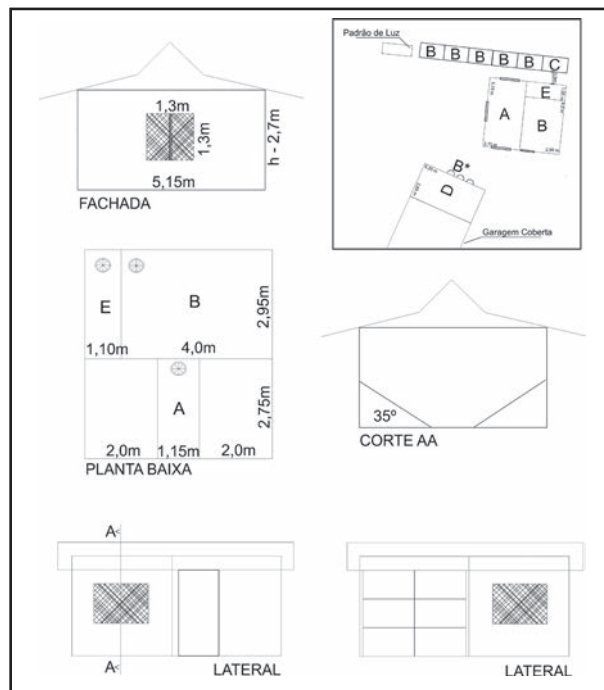 1,3m
1,3m
h - 2,7m
5,15m
FACHADA
Padrão de Luz
B B B B B C
E
A
B
B*
D
Garagem Coberta
E
B
2,95m
1,10m
4,0m
A
2,75m
2,0m
1,15m
2,0m
PLANTA BAIXA
35º
CORTE AA
A<
A<
LATERAL
LATERAL